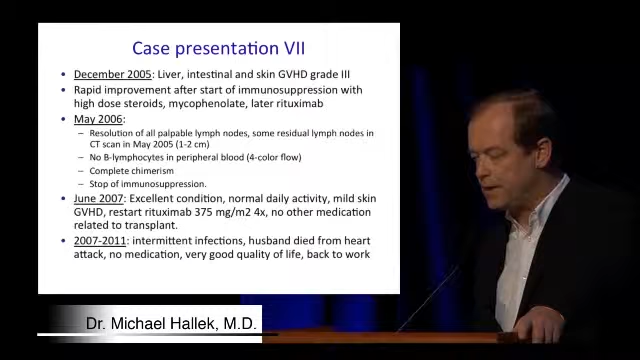 Case presentation VII
• December 2005: Liver, intestinal and skin GVHD grade III
• Rapid improvement after start of immunosuppression with
high dose steroids, mycophenolate, later rituximab
• May 2006:
– Resolution of all palpable lymph nodes, some residual lymph nodes in
CT scan in May 2005 (1-2 cm)
– No B-lymphocytes in peripheral blood (4-color flow)
– Complete chimerism
– Stop of immunosuppression.
• June 2007: Excellent condition, normal daily activity, mild skin
GVHD, restart rituximab 375 mg/m2 4x, no other medication
related to transplant.
• 2007-2011: intermittent infections, husband died from heart
attack, no medication, very good quality of life, back to work
Dr. Michael Hallek, M.D.